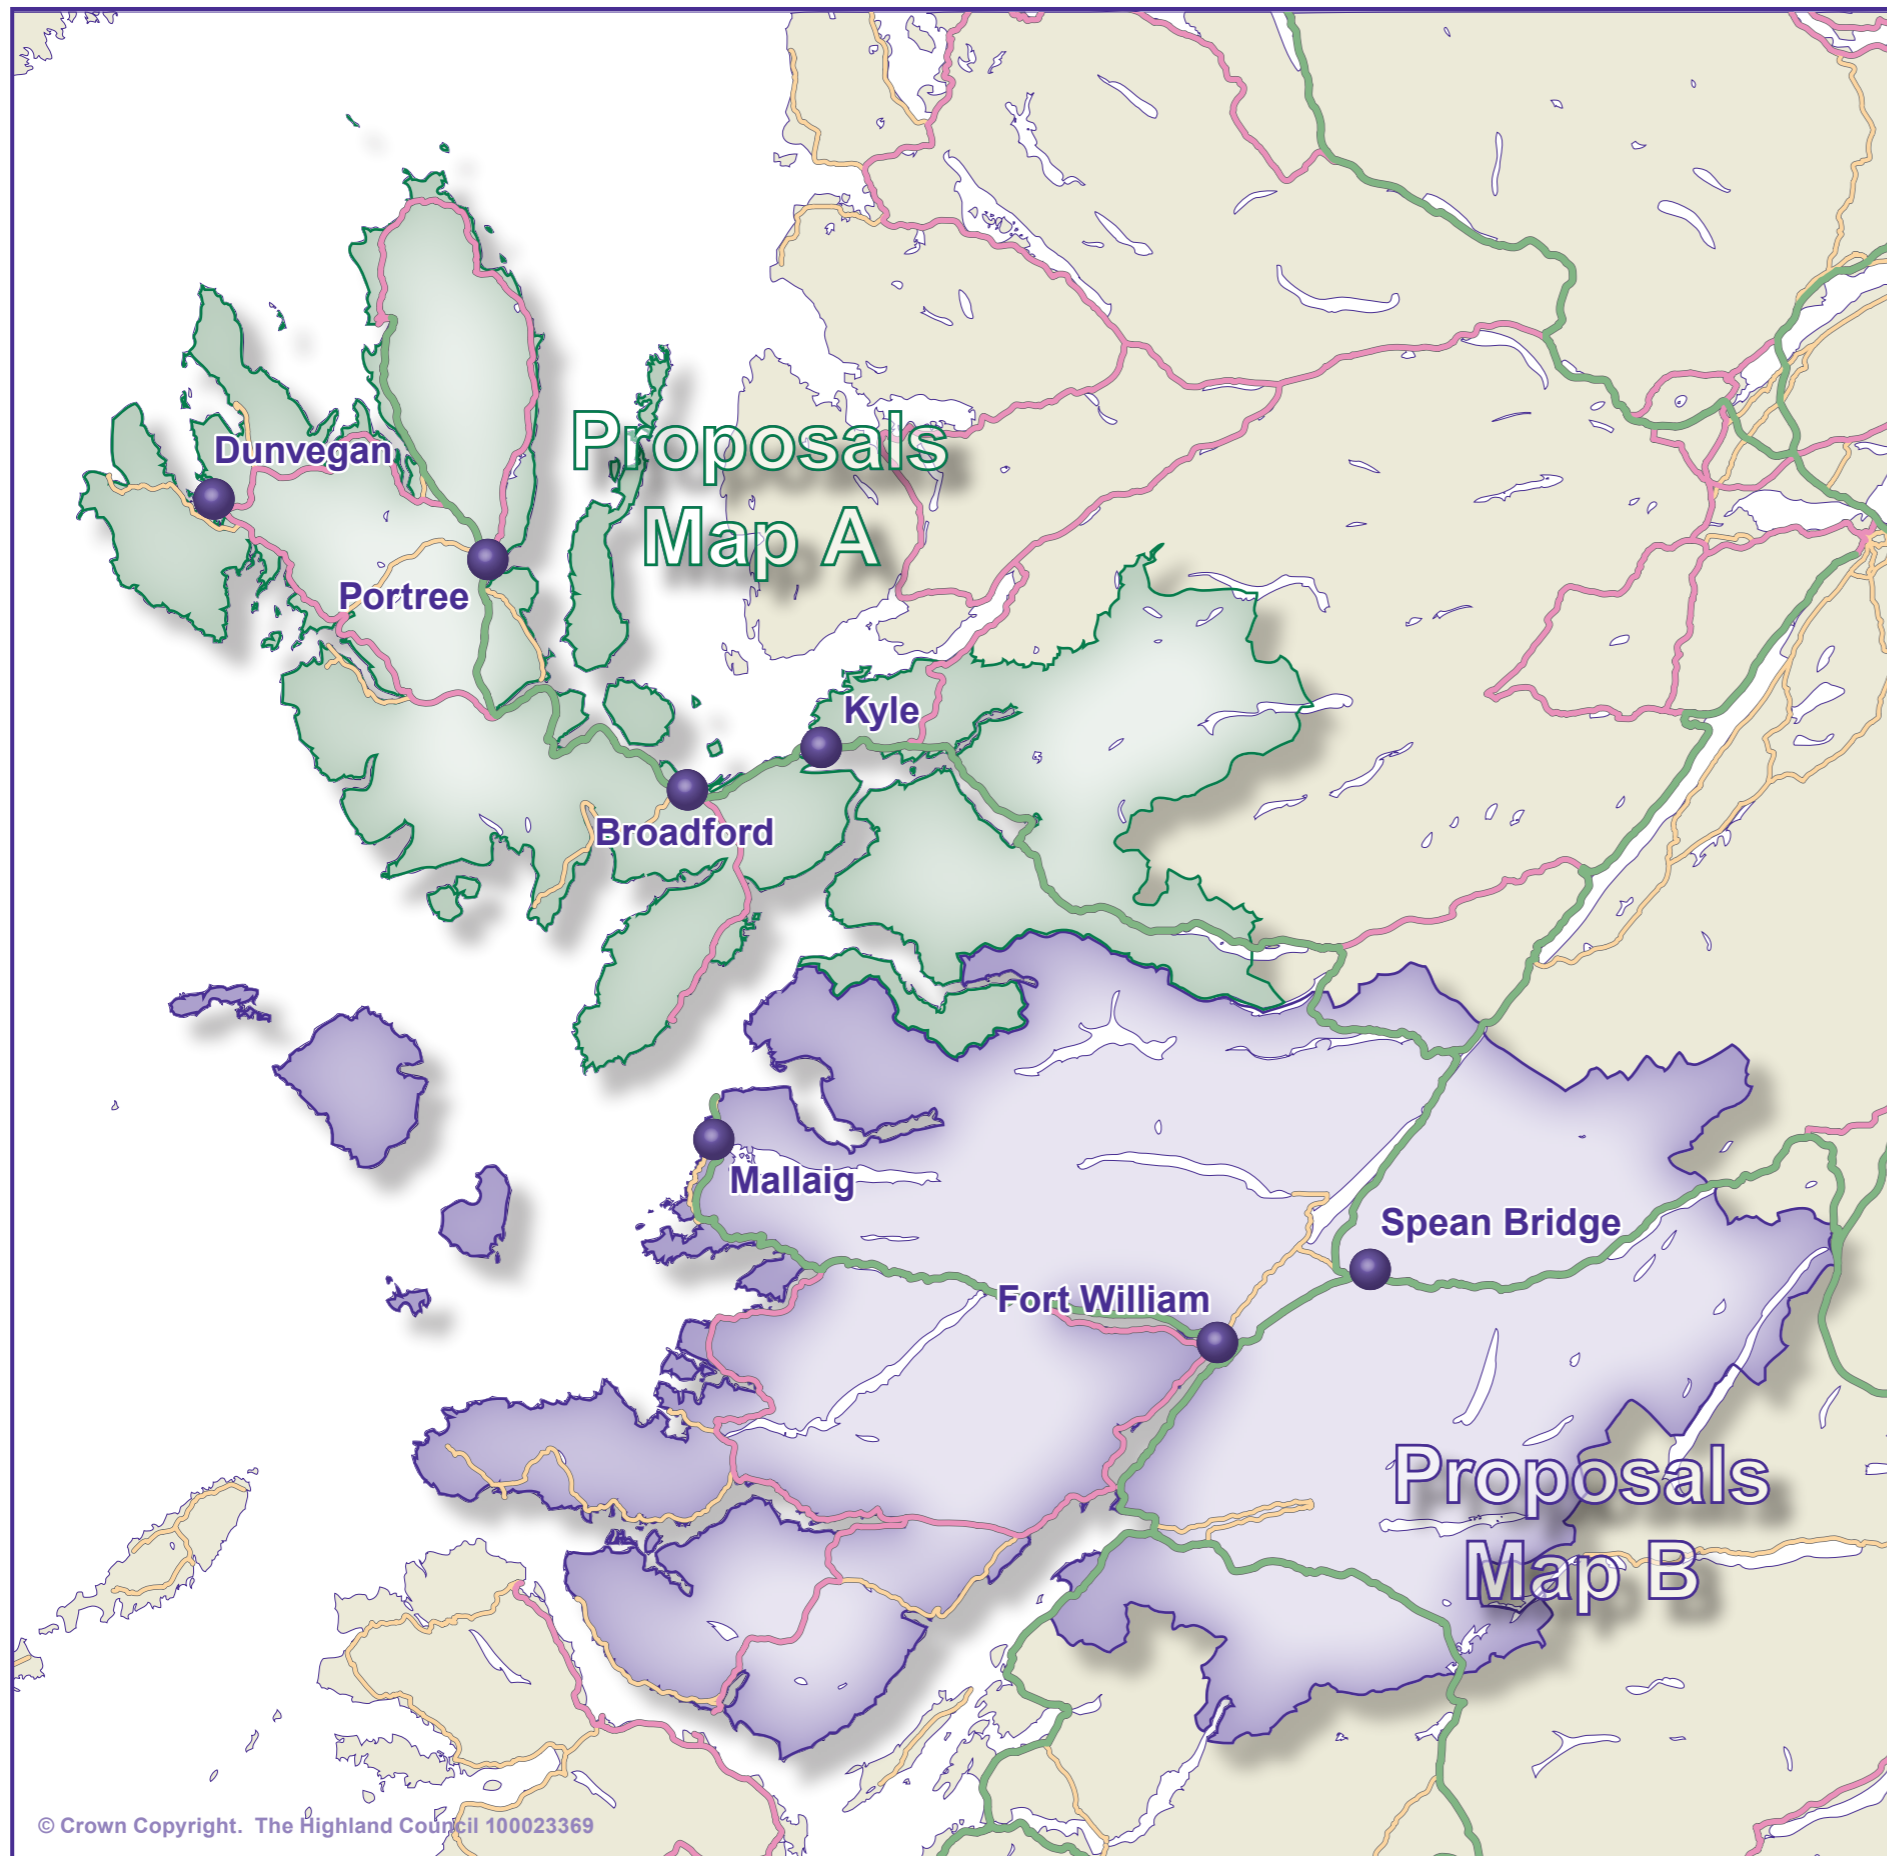 Dunvegan
Proposals
Map A
Portree
Kyle
Broadford
Mallaig
Spean Bridge
Fort William
Proposals
Map B
© Crown Copyright.  The Highland Council 100023369